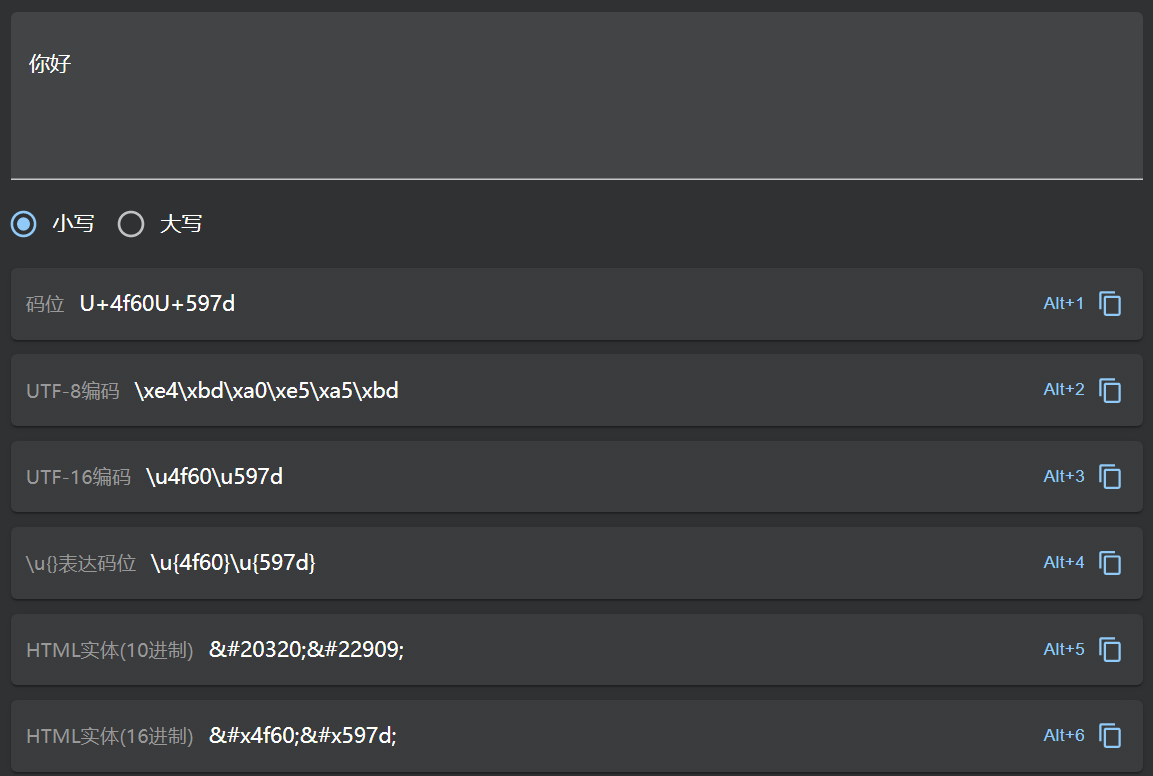 你好
小写 大写
码位 U+4f60U+597d Alt+1
UTF-8编码 \xe4\xbd\xa0\xe5\xa5\xbd Alt+2
UTF-16编码 \u4f60\u597d Alt+3
\u{}表达码位 \u{4f60}\u{597d} Alt+4
HTML实体(10进制) &#20320;&#22909; Alt+5
HTML实体(16进制) &#x4f60;&#x597d; Alt+6